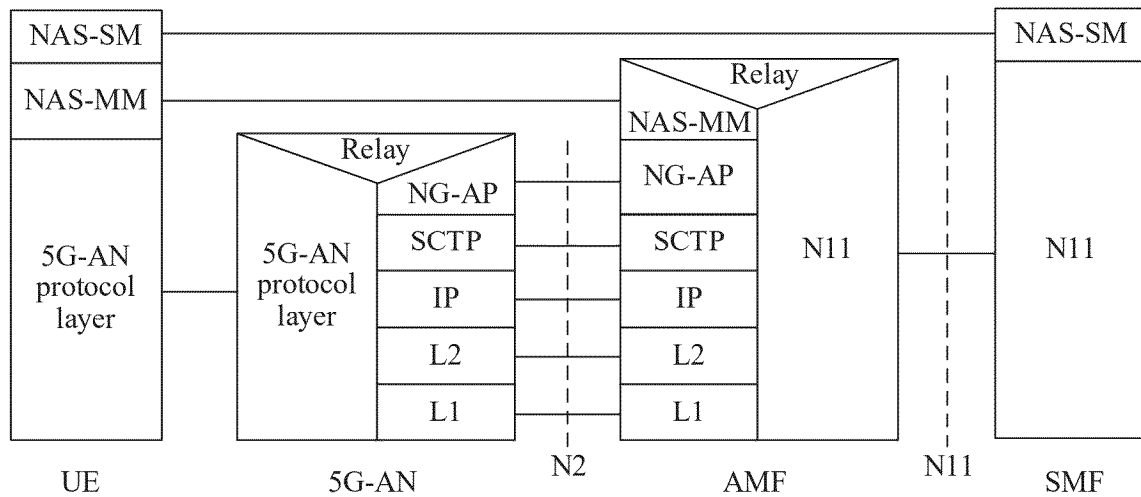 NAS-SM
NAS-MM
5G-AN
protocol
layer
UE
Relay
5G-AN
protocol
layer
NG-AP
SCTP
IP
L2
L1
5G-AN
N2
Relay
NAS-MM
NG-AP
SCTP
IP
L2
L1
N11
AMF
N11
NAS-SM
N11
SMF